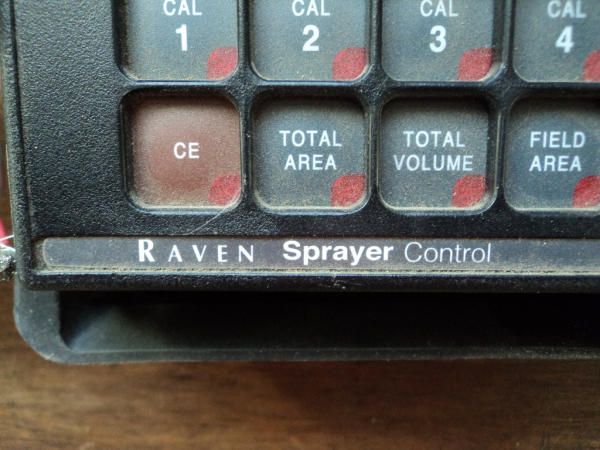 CAL 1
CAL 2
CAL 3
CAL 4
CE
TOTAL AREA
TOTAL VOLUME
FIELD AREA
RAVEN Sprayer Control